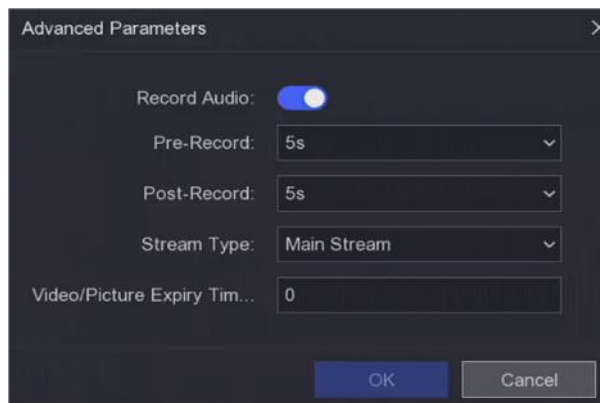 Advanced Parameters
Record Audio:
Pre-Record: 5s
Post-Record: 5s
Stream Type: Main Stream
Video/Picture Expiry Tim... 0
OK Cancel